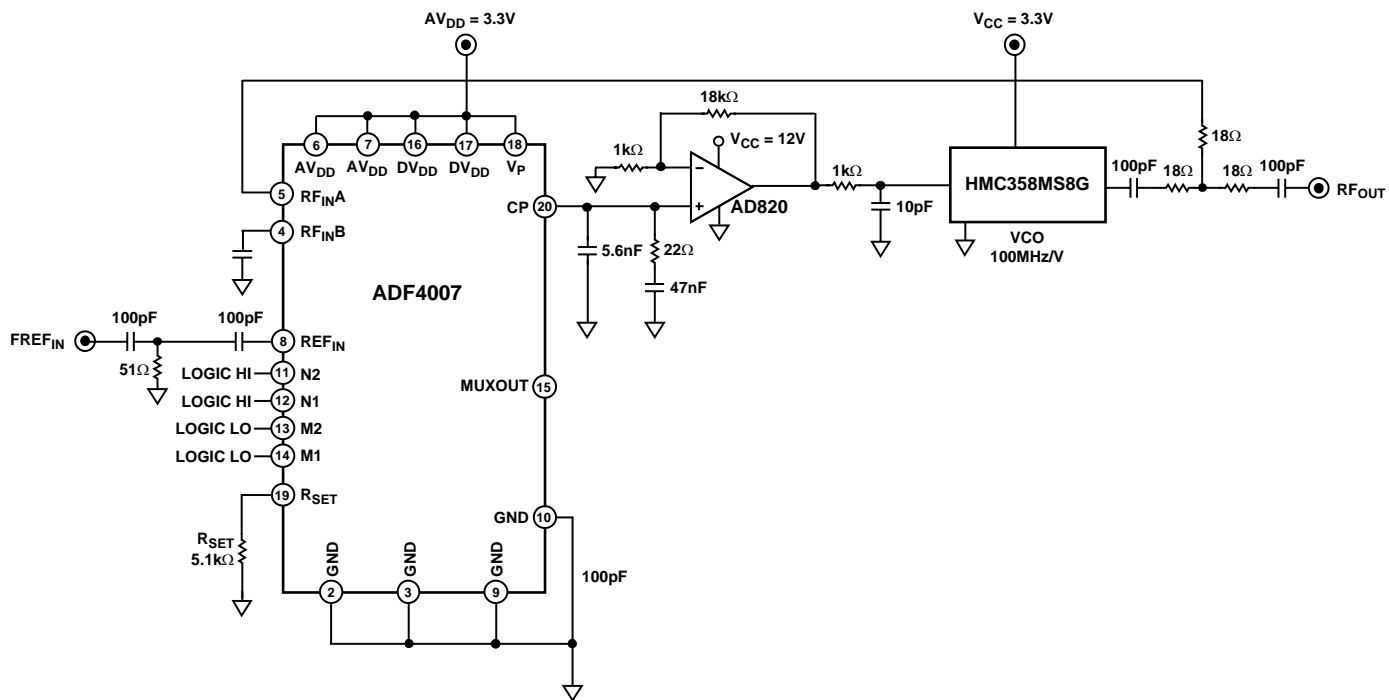 AVDD = 3.3V
VCC = 3.3V
18kΩ
1kΩ
VCC = 12V
AD820
1kΩ
10pF
HMC358MS8G
VCO
100MHz/V
100pF
18Ω
18Ω
18Ω
100pF
RFOUT
6
7
16
17
18
AVDD
AVDD
DVDD
DVDD
VP
5
RFINA
4
RFINB
CP
20
5.6nF
22Ω
47nF
ADF4007
FREFIN
100pF
51Ω
100pF
8
REFIN
LOGIC HI
11
N2
LOGIC HI
12
N1
LOGIC LO
13
M2
LOGIC LO
14
M1
MUXOUT
15
19
RSET
RSET
5.1kΩ
GND
10
100pF
GND
GND
GND
2
3
9